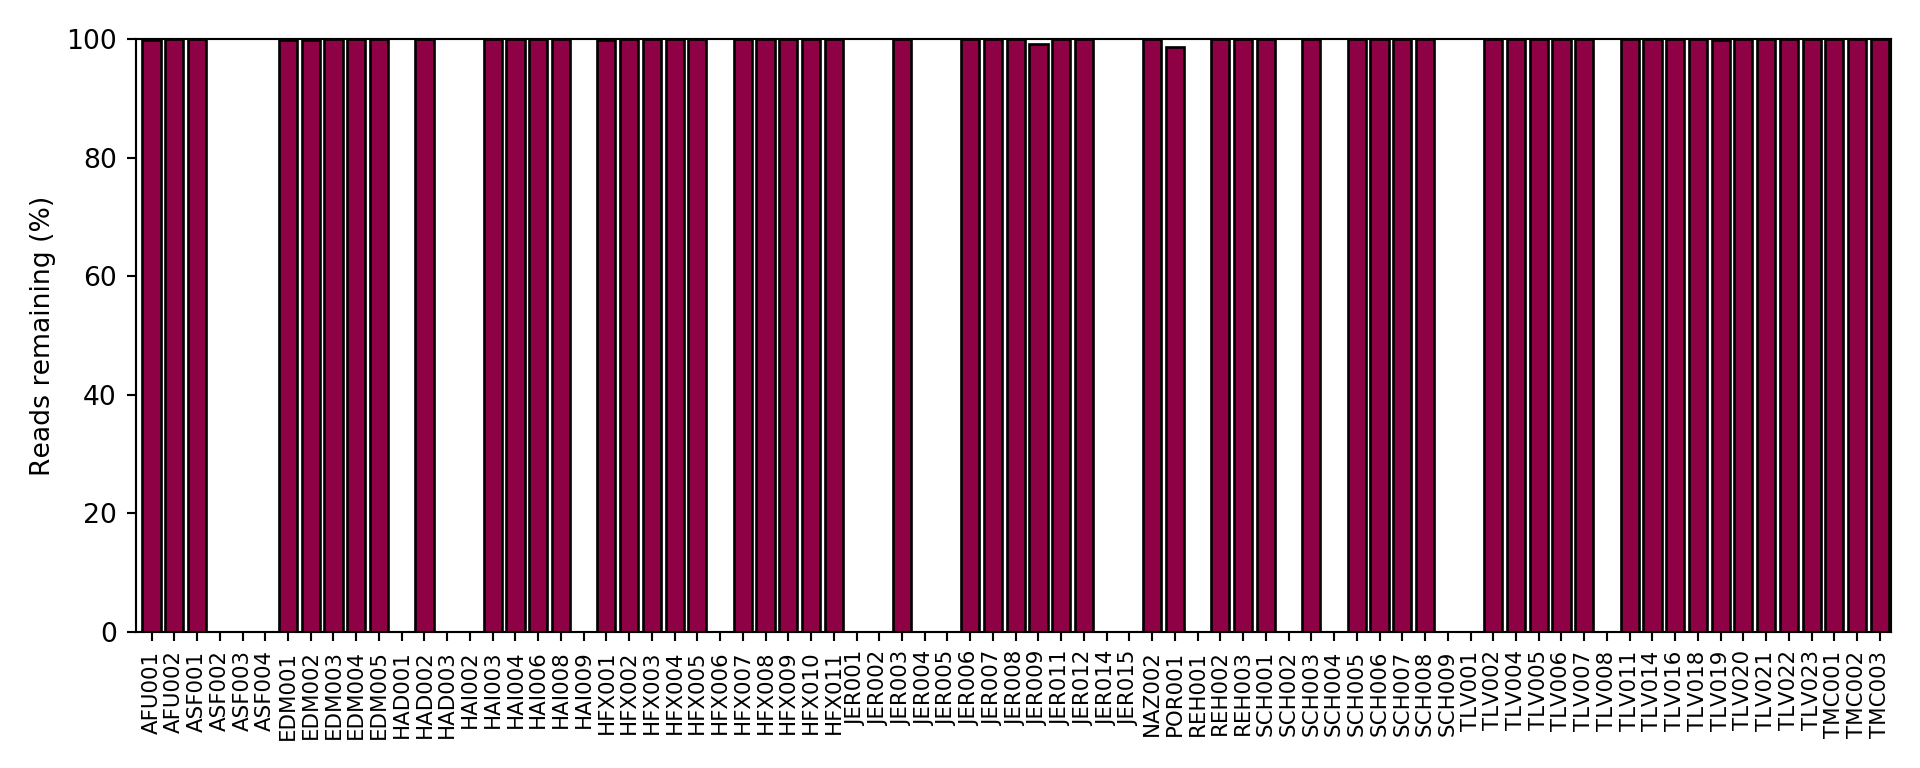 Reads remaining (%)
100
80
60
40
20
0
AFU001
AFU002
ASF001
ASF002
ASF003
ASF004
EDM001
EDM002
EDM003
EDM004
EDM005
HAD001
HAD002
HAD003
HAI002
HAI003
HAI004
HAI006
HAI008
HAI009
HFX001
HFX002
HFX003
HFX004
HFX005
HFX006
HFX007
HFX008
HFX009
HFX010
HFX011
JER001
JER002
JER003
JER004
JER005
JER006
JER007
JER008
JER009
JER011
JER012
JER014
JER015
NAZ002
POR001
REH001
REH002
REH003
SCH001
SCH002
SCH003
SCH004
SCH005
SCH006
SCH007
SCH008
SCH009
TLV001
TLV002
TLV004
TLV005
TLV006
TLV007
TLV008
TLV011
TLV014
TLV016
TLV018
TLV019
TLV020
TLV021
TLV022
TLV023
TMC001
TMC002
TMC003